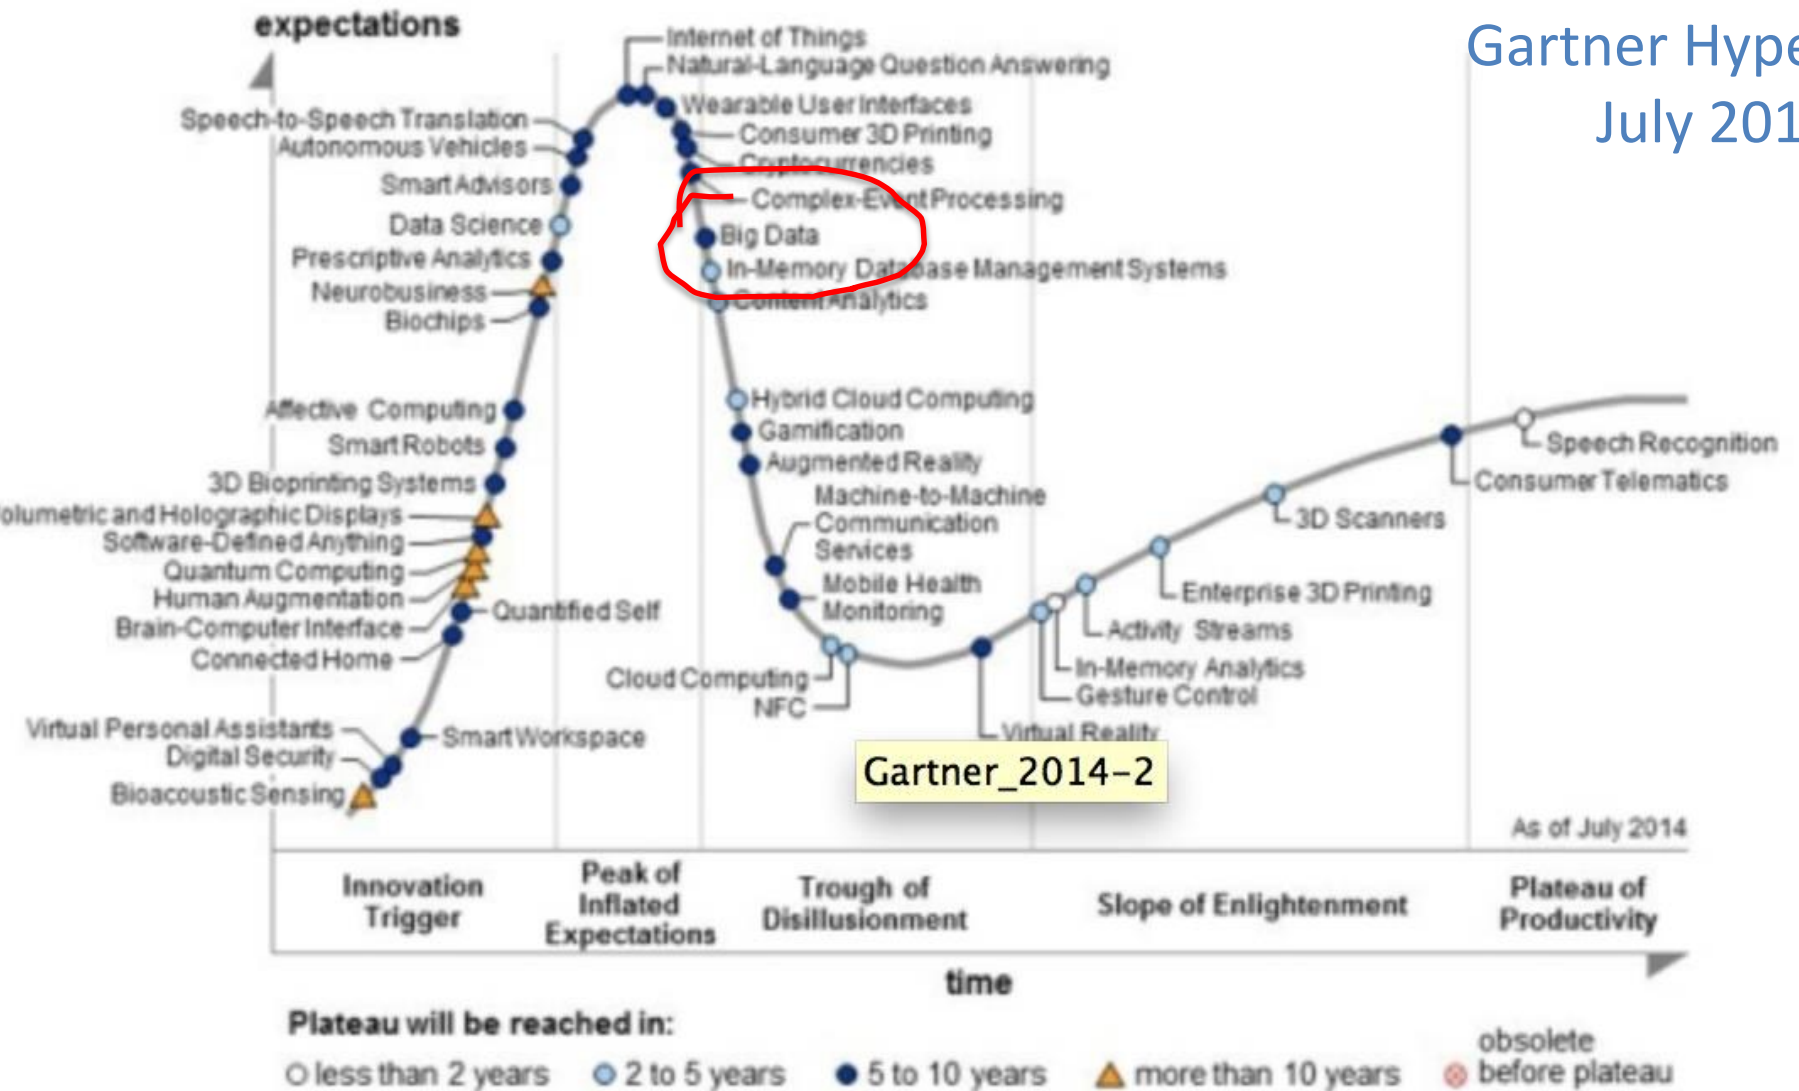 expectations
Gartner Hype
July 201
Internet of Things
Natural-Language Question Answering
Wearable User Interfaces
Speech-to-Speech Translation
Consumer 3D Printing
Autonomous Vehicles
Cryptocurrencies
Smart Advisors
Complex-Event Processing
Data Science
Big Data
Prescriptive Analytics
In-Memory Database Management Systems
Neurobusiness
Content Analytics
Biochips
Hybrid Cloud Computing
Affective Computing
Gamification
Smart Robots
Augmented Reality
3D Bioprinting Systems
Machine-to-Machine
Communication
Services
olumetric and Holographic Displays
Software-Defined Anything
Quantum Computing
Human Augmentation
Brain-Computer Interface
Connected Home
Quantified Self
Mobile Health
Monitoring
Cloud Computing
NFC
Virtual Personal Assistants
Digital Security
Bioacoustic Sensing
Smart Workspace
Virtual Reality
Gesture Control
In-Memory Analytics
Activity Streams
Enterprise 3D Printing
3D Scanners
Consumer Telematics
Speech Recognition
Gartner_2014-2
As of July 2014
Innovation
Trigger
Peak of
Inflated
Expectations
Trough of
Disillusionment
Slope of Enlightenment
Plateau of
Productivity
time
Plateau will be reached in:
less than 2 years
2 to 5 years
5 to 10 years
more than 10 years
obsolete
before plateau